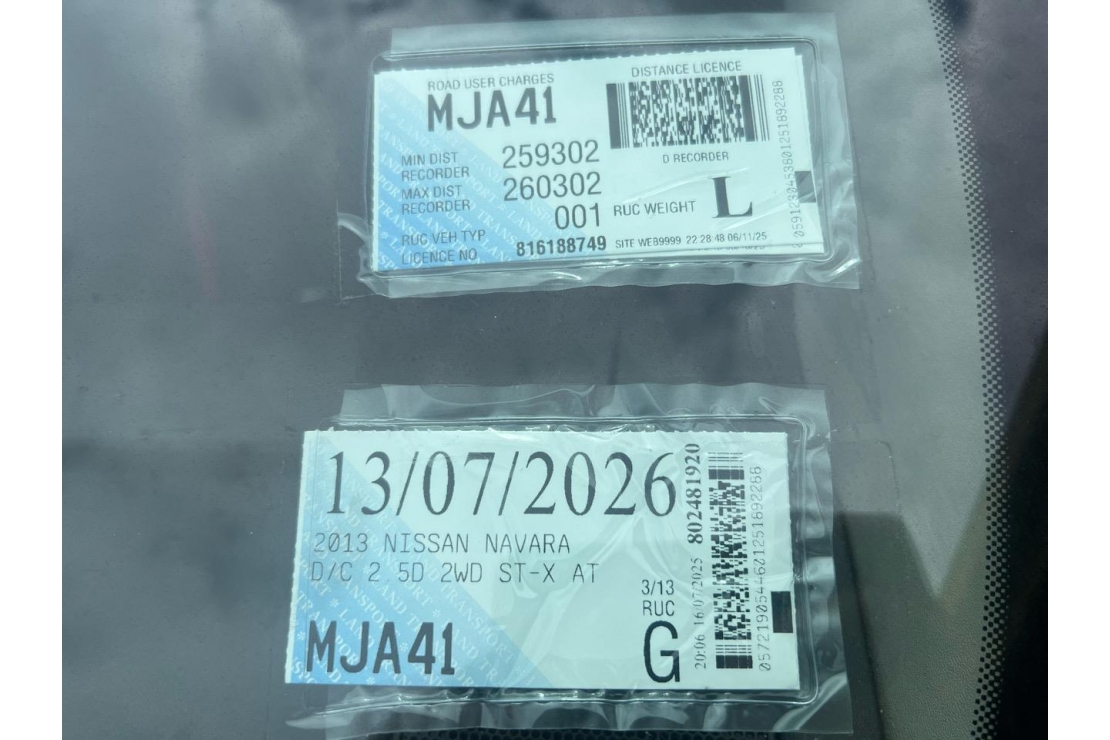 ROAD USER CHARGES
DISTANCE LICENCE
MJA41
MIN DIST RECORDER 259302
D RECORDER
MAX DIST RECORDER 260302
001
RUC WEIGHT L
RUC VEH TYP
LICENCE NO. 816188749
SITE WEB9999 22 28 48 06/11/25
13/07/2026
802481920
2013 NISSAN NAVARA
D/C 2.5D 2WD ST-X AT
3/13
RUC
G
MJA41
20:06 16/07/2025
0572190544601251892288